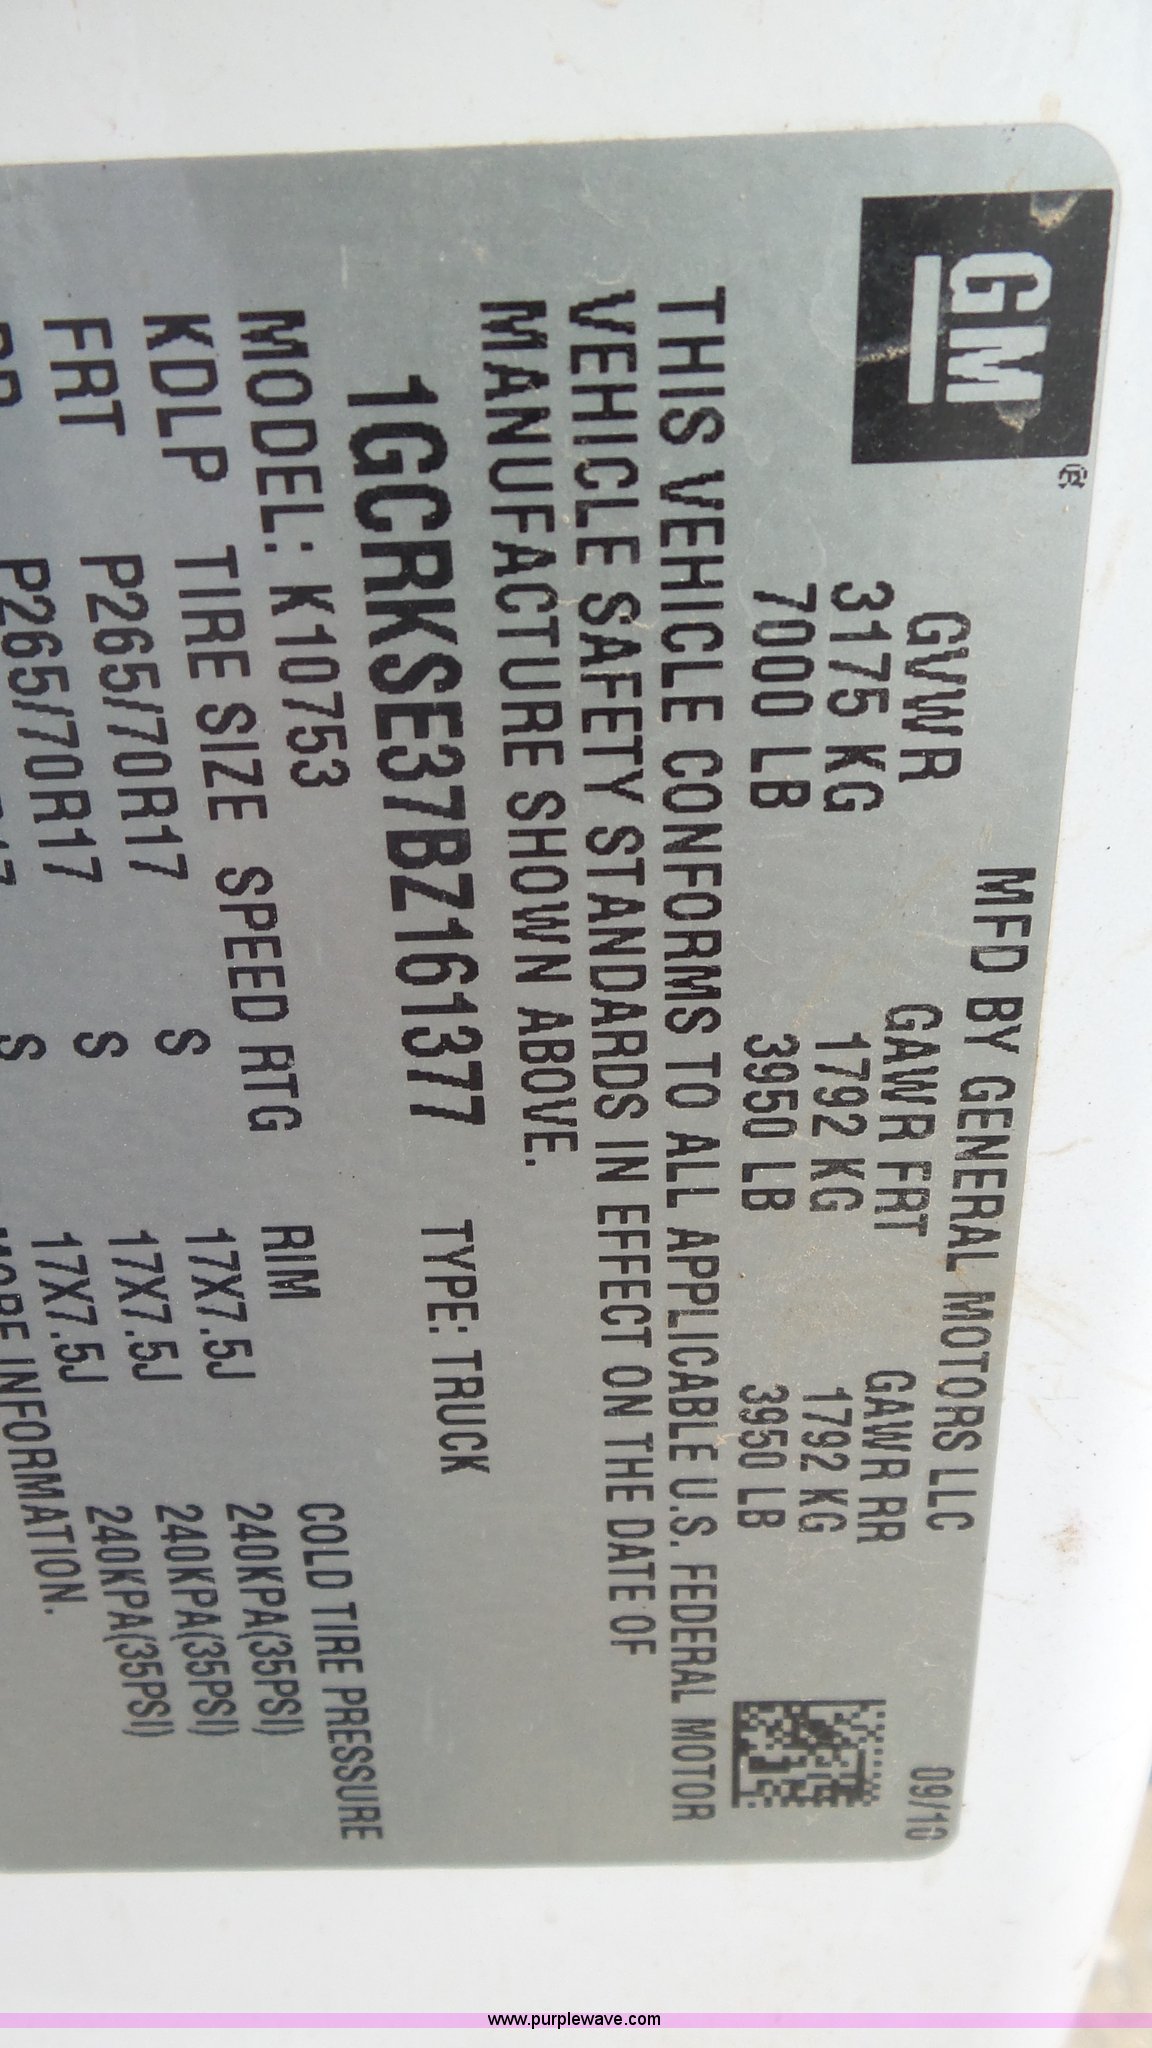 GM®
MFD BY GENERAL MOTORS LLC
09/10
GVWR GAWR FRT GAWR RR
3175 KG 1792 KG 1792 KG
7000 LB 3950 LB 3950 LB
THIS VEHICLE CONFORMS TO ALL APPLICABLE U.S. FEDERAL MOTOR
VEHICLE SAFETY STANDARDS IN EFFECT ON THE DATE OF
MANUFACTURE SHOWN ABOVE.
1GCRKSE37BZ161377 TYPE: TRUCK
MODEL: K10753
KDLP TIRE SIZE SPEED RTG RIM COLD TIRE PRESSURE
FRT P265/70R17 S 17X7.5J 240KPA(35PSI)
P265/70R17 S 17X7.5J 240KPA(35PSI)
S 17X7.5J 240KPA(35PSI)
MORE INFORMATION.
www.purplewave.com